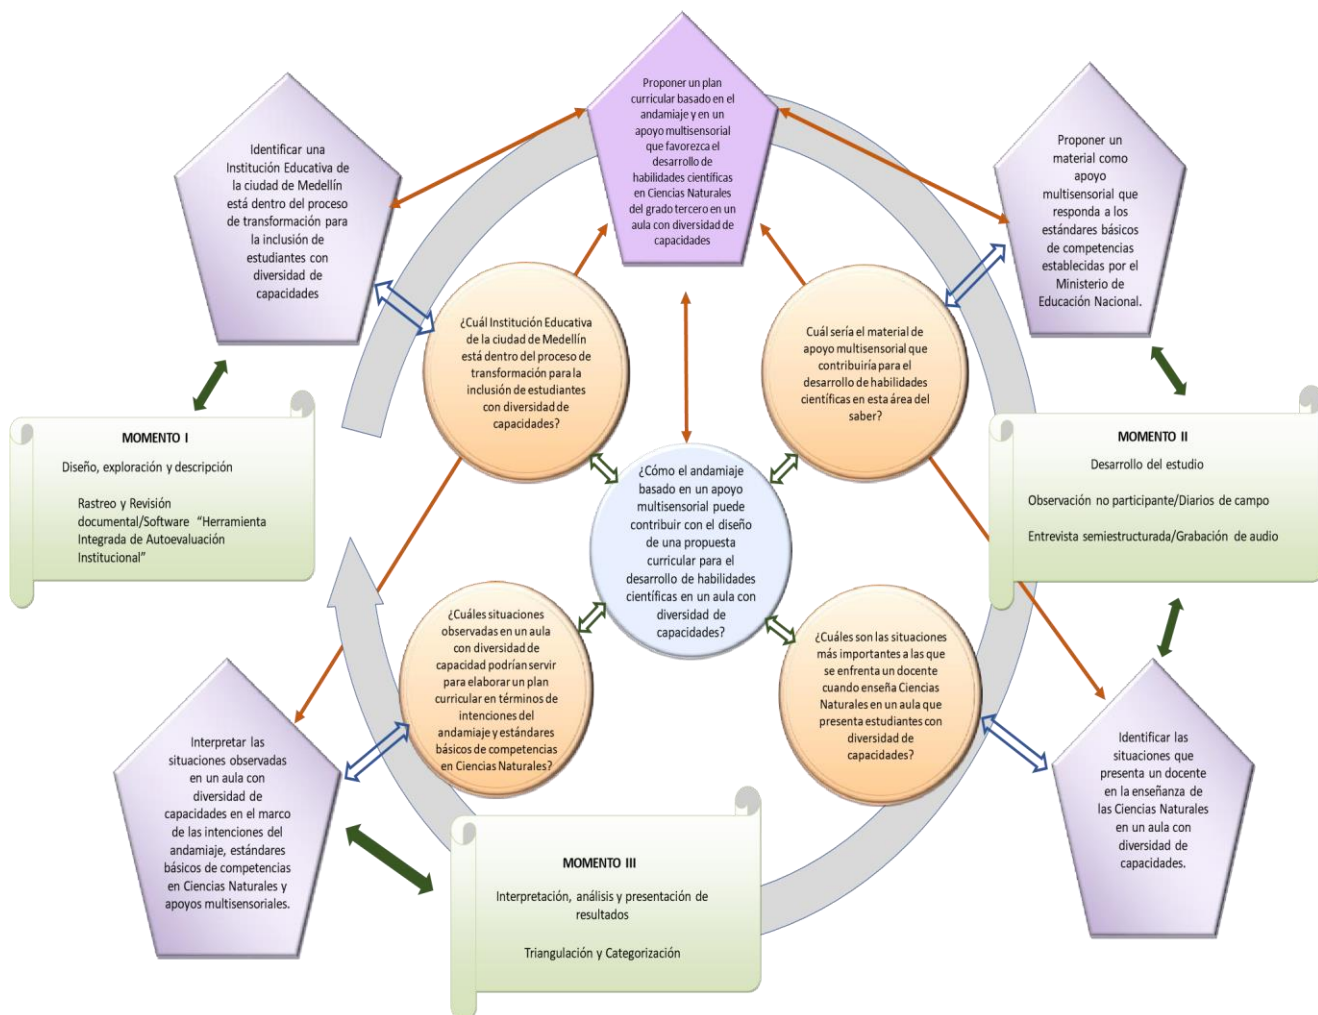 Proponer un plan
curricular basado en el
andamiaje y en un
apoyo multisensorial
que favorezca el
desarrollo de
habilidades científicas
en Ciencias Naturales
del grado tercero en un
aula con diversidad de
capacidades
Identificar una
Institución Educativa de
la ciudad de Medellín
está dentro del proceso
de transformación para
la inclusión de
estudiantes con
diversidad de
capacidades
Proponer un
material como
apoyo
multisensorial que
responda a los
estándares básicos
de competencias
establecidas por el
Ministerio de
Educación Nacional.
¿Cuál Institución Educativa
de la ciudad de Medellín
está dentro del proceso de
transformación para la
inclusión de estudiantes
con diversidad de
capacidades?
Cuál sería el material de
apoyo multisensorial que
contribuiría para el
desarrollo de habilidades
científicas en esta área del
saber?
MOMENTO I
Diseño, exploración y descripción
Rastreo y Revisión
documental/Software “Herramienta
Integrada de Autoevaluación
Institucional”
¿Cómo el andamiaje
basado en un apoyo
multisensorial puede
contribuir con el diseño
de una propuesta
curricular para el
desarrollo de habilidades
científicas en un aula con
diversidad de
capacidades?
MOMENTO II
Desarrollo del estudio
Observación no participante/Diarios de campo
Entrevista semiestructurada/Grabación de audio
¿Cuáles situaciones
observadas en un aula
con diversidad de
capacidad podrían servir
para elaborar un plan
curricular en términos de
intenciones del
andamiaje y estándares
básicos de competencias
en Ciencias Naturales?
¿Cuáles son las situaciones
más importantes a las que
se enfrenta un docente
cuando enseña Ciencias
Naturales en un aula que
presenta estudiantes con
diversidad de
capacidades?
Interpretar las
situaciones observadas
en un aula con
diversidad de
capacidades en el marco
de las intenciones del
andamiaje, estándares
básicos de competencias
en Ciencias Naturales y
apoyos multisensoriales.
Identificar las
situaciones que
presenta un docente
en la enseñanza de
las Ciencias Naturales
en un aula con
diversidad de
capacidades.
MOMENTO III
Interpretación, análisis y presentación de
resultados
Triangulación y Categorización